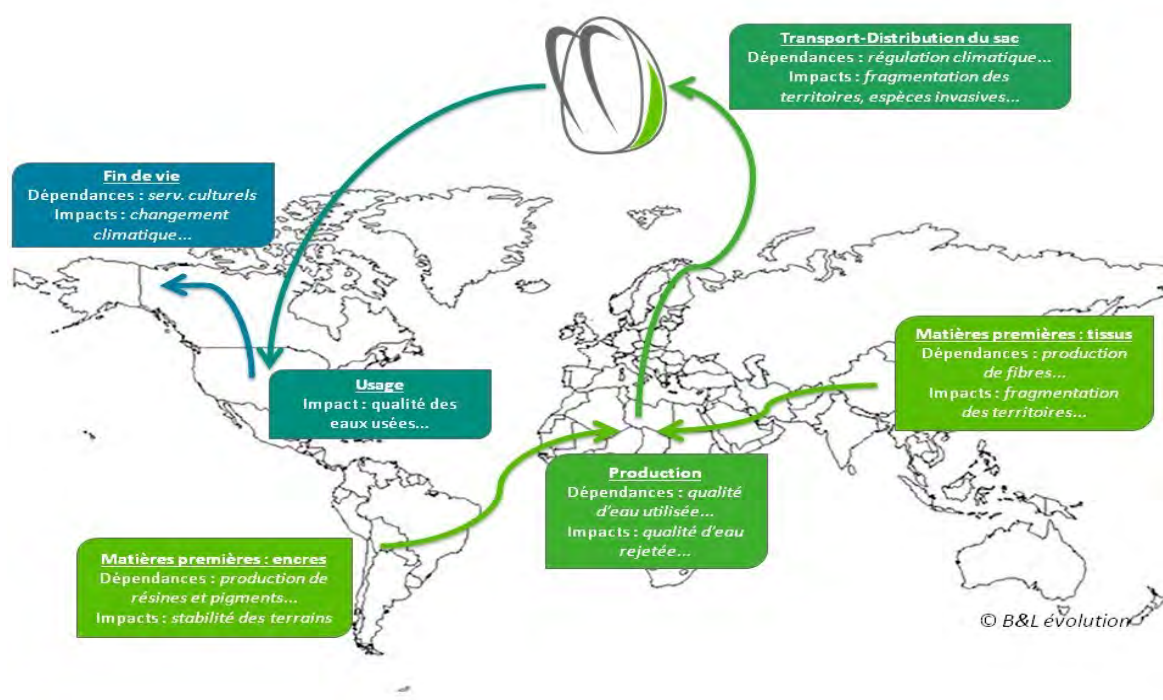 Transport-Distribution du sac
Dépendances : régulation climatique...
Impacts : fragmentation des
territoires, espèces invasives...
Fin de vie
Dépendances : serv. culturels
Impacts : changement
climatique...
Matières premières : tissus
Dépendances : production
de fibres...
Impacts : fragmentation
des territoires...
Usage
Impact : qualité des
eaux usées...
Production
Dépendances : qualité
d'eau utilisée...
Impacts : qualité d'eau
rejetée...
Matières premières : encres
Dépendances : production de
résines et pigments...
Impacts : stabilité des terrains
© B&L évolution